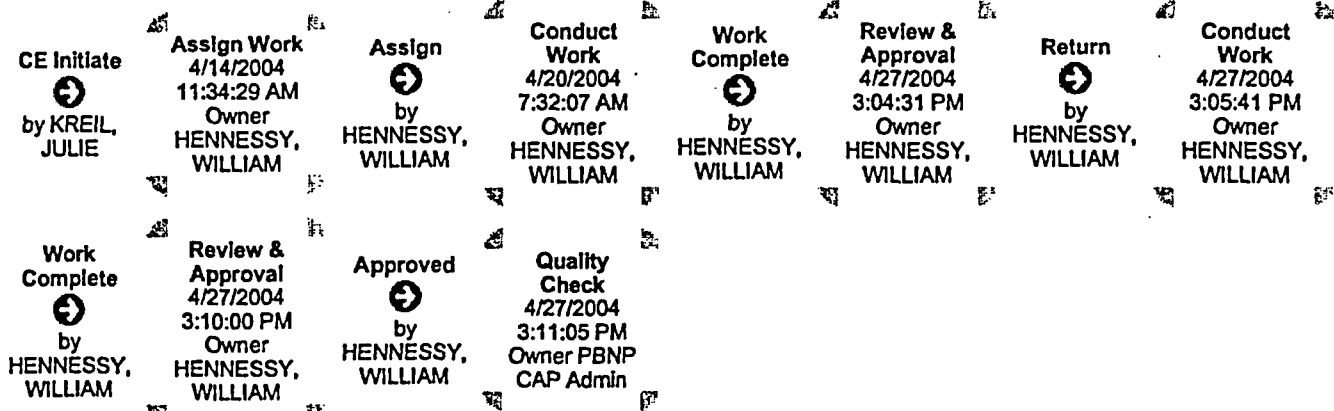 CE Initiate
by KREIL,
JULIE
Assign Work
4/14/2004
11:34:29 AM
Owner
HENNESSY,
WILLIAM
Assign
by
HENNESSY,
WILLIAM
Conduct
Work
4/20/2004
7:32:07 AM
Owner
HENNESSY,
WILLIAM
Work
Complete
by
HENNESSY,
WILLIAM
Review &
Approval
4/27/2004
3:04:31 PM
Owner
HENNESSY,
WILLIAM
Return
by
HENNESSY,
WILLIAM
Conduct
Work
4/27/2004
3:05:41 PM
Owner
HENNESSY,
WILLIAM
Work
Complete
by
HENNESSY,
WILLIAM
Review &
Approval
4/27/2004
3:10:00 PM
Owner
HENNESSY,
WILLIAM
Approved
by
HENNESSY,
WILLIAM
Quality
Check
4/27/2004
3:11:05 PM
Owner PBNP
CAP Admin